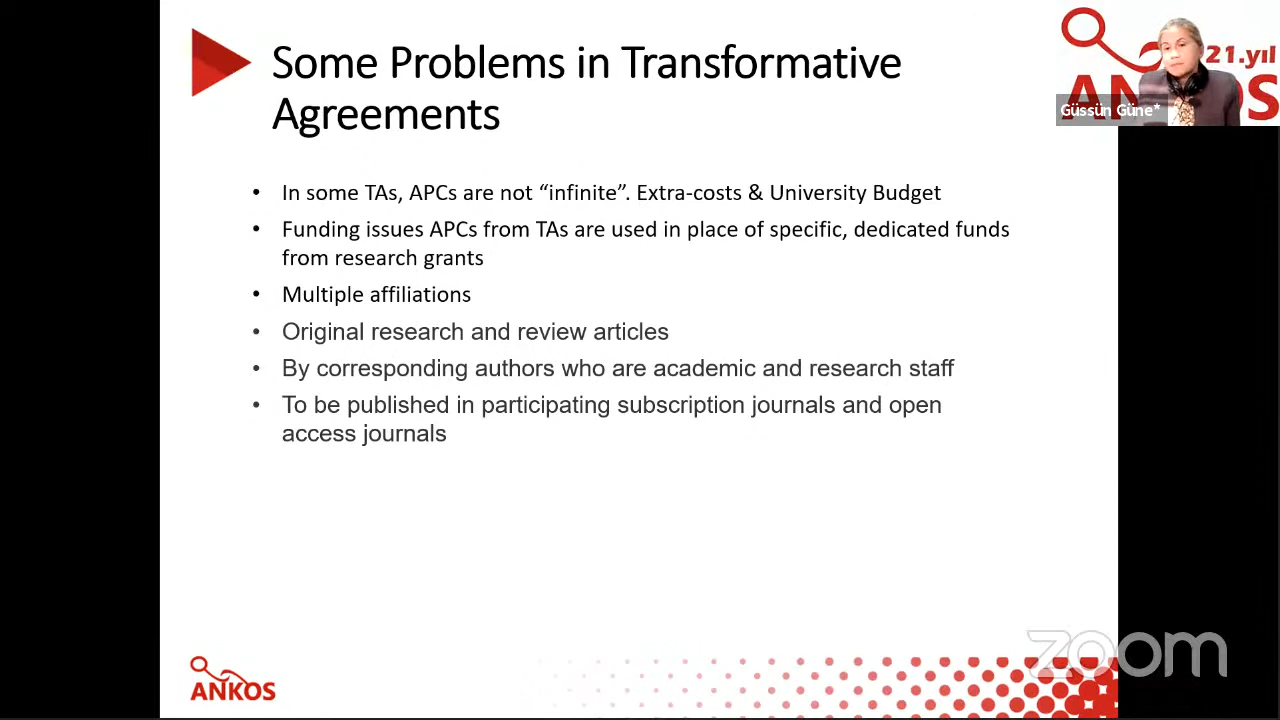 Some Problems in Transformative
Agreements
21.yıl
ANKOS
Güssün Güne*
• In some TAs, APCs are not “infinite”. Extra-costs & University Budget
• Funding issues APCs from TAs are used in place of specific, dedicated funds
from research grants
• Multiple affiliations
• Original research and review articles
• By corresponding authors who are academic and research staff
• To be published in participating subscription journals and open
access journals
zoom
ANKOS